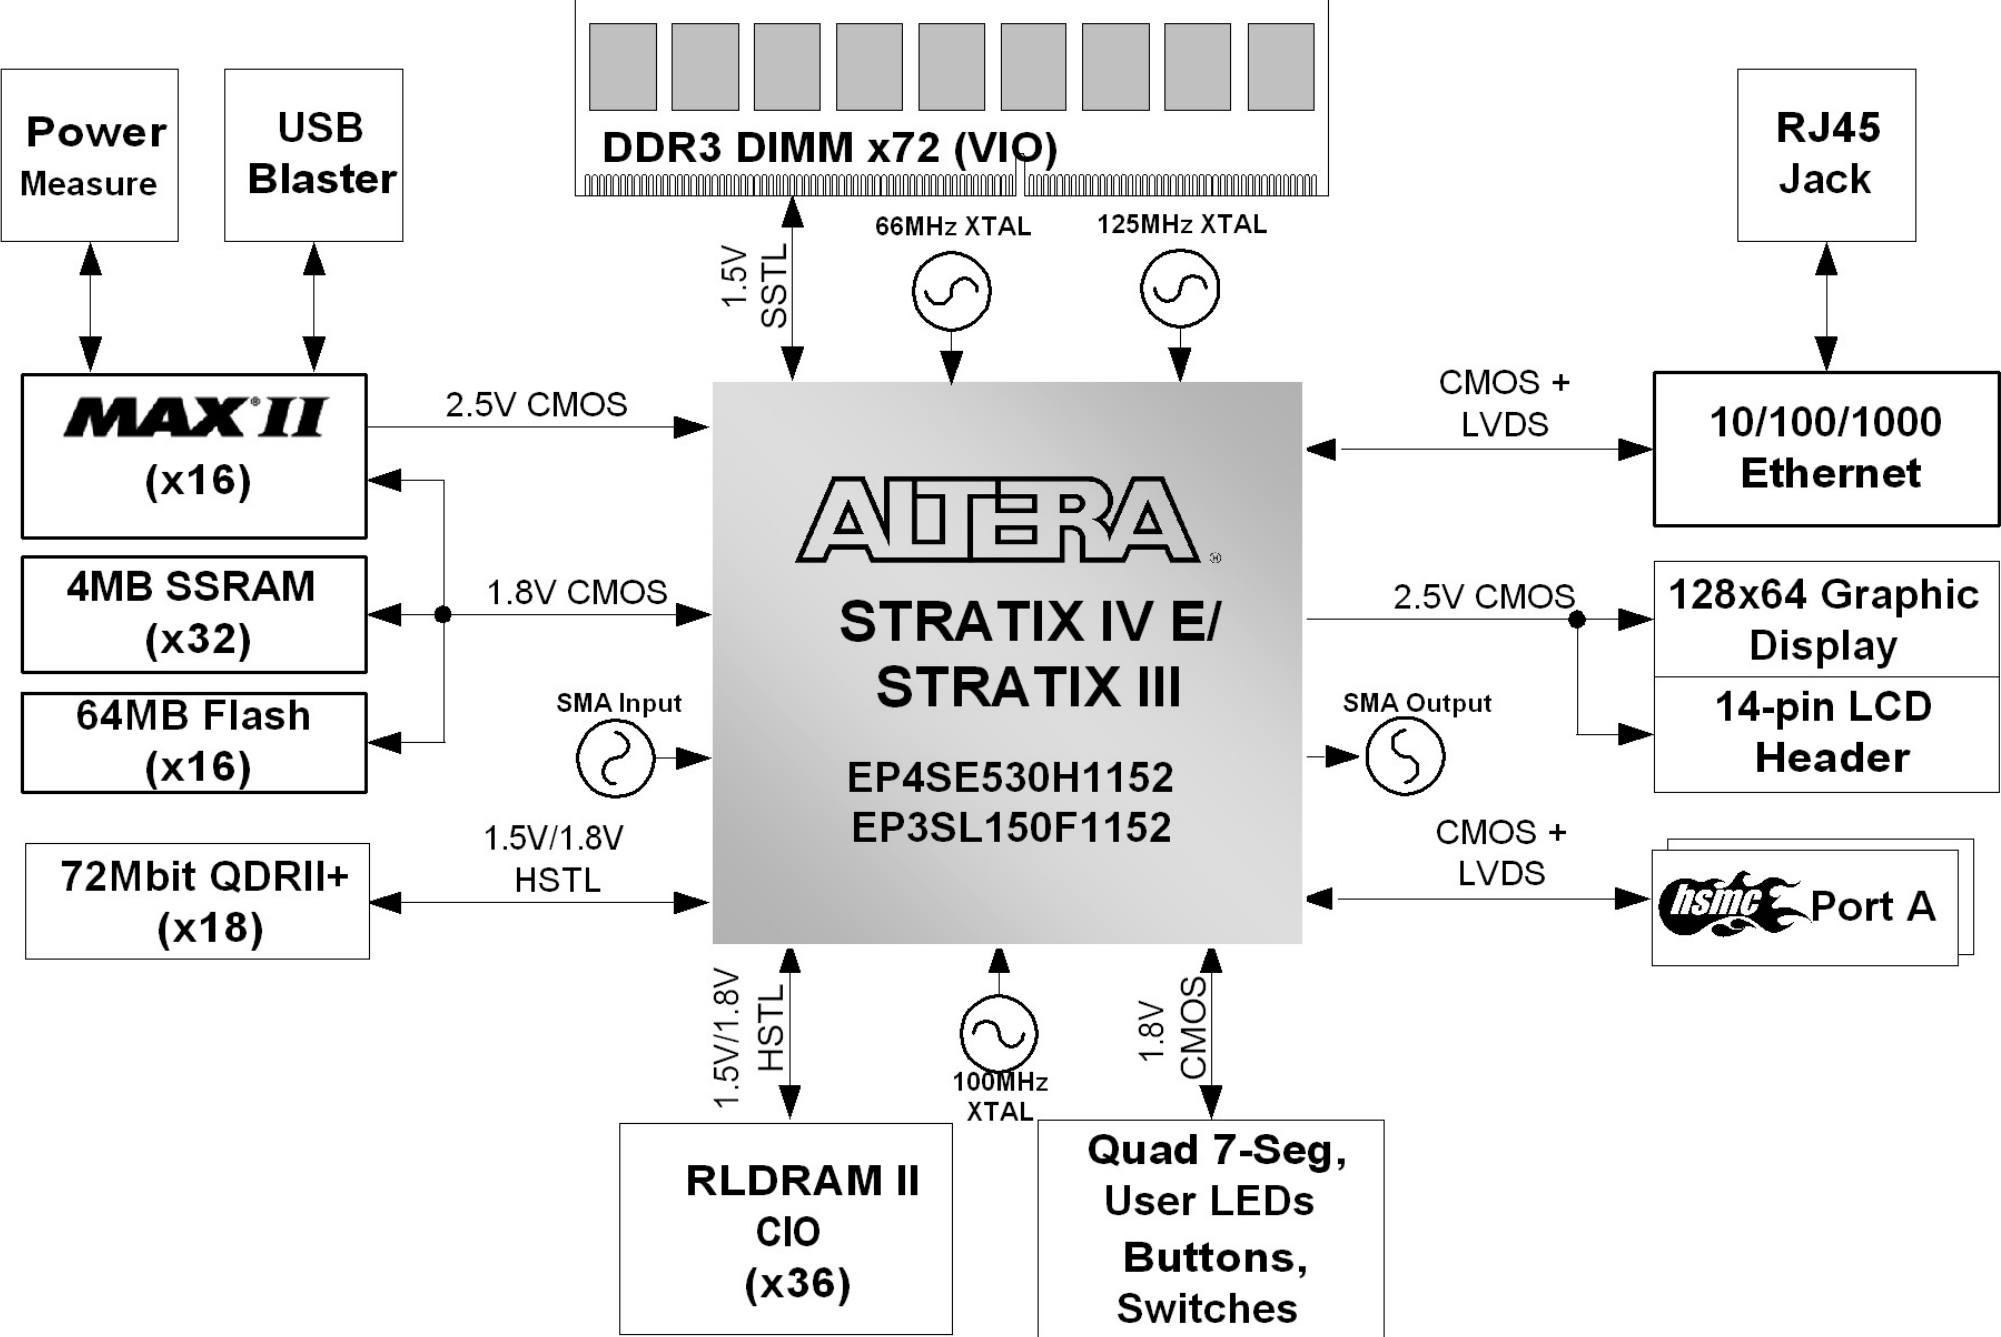 DDR3 DIMM x72 (VIO)
Power
Measure
USB
Blaster
RJ45
Jack
66MHz XTAL
125MHz XTAL
1.5V
SSTL
MAX® II
(x16)
2.5V CMOS
CMOS +
LVDS
10/100/1000
Ethernet
4MB SSRAM
(x32)
1.8V CMOS
ALTERA®
STRATIX IV E/
STRATIX III
EP4SE530H1152
EP3SL150F1152
2.5V CMOS
128x64 Graphic
Display
14-pin LCD
Header
64MB Flash
(x16)
SMA Input
SMA Output
72Mbit QDRII+
(x18)
1.5V/1.8V
HSTL
CMOS +
LVDS
hsmc Port A
1.5V/1.8V
HSTL
100MHz
XTAL
1.8V
CMOS
RLDRAM II
CIO
(x36)
Quad 7-Seg,
User LEDs
Buttons,
Switches